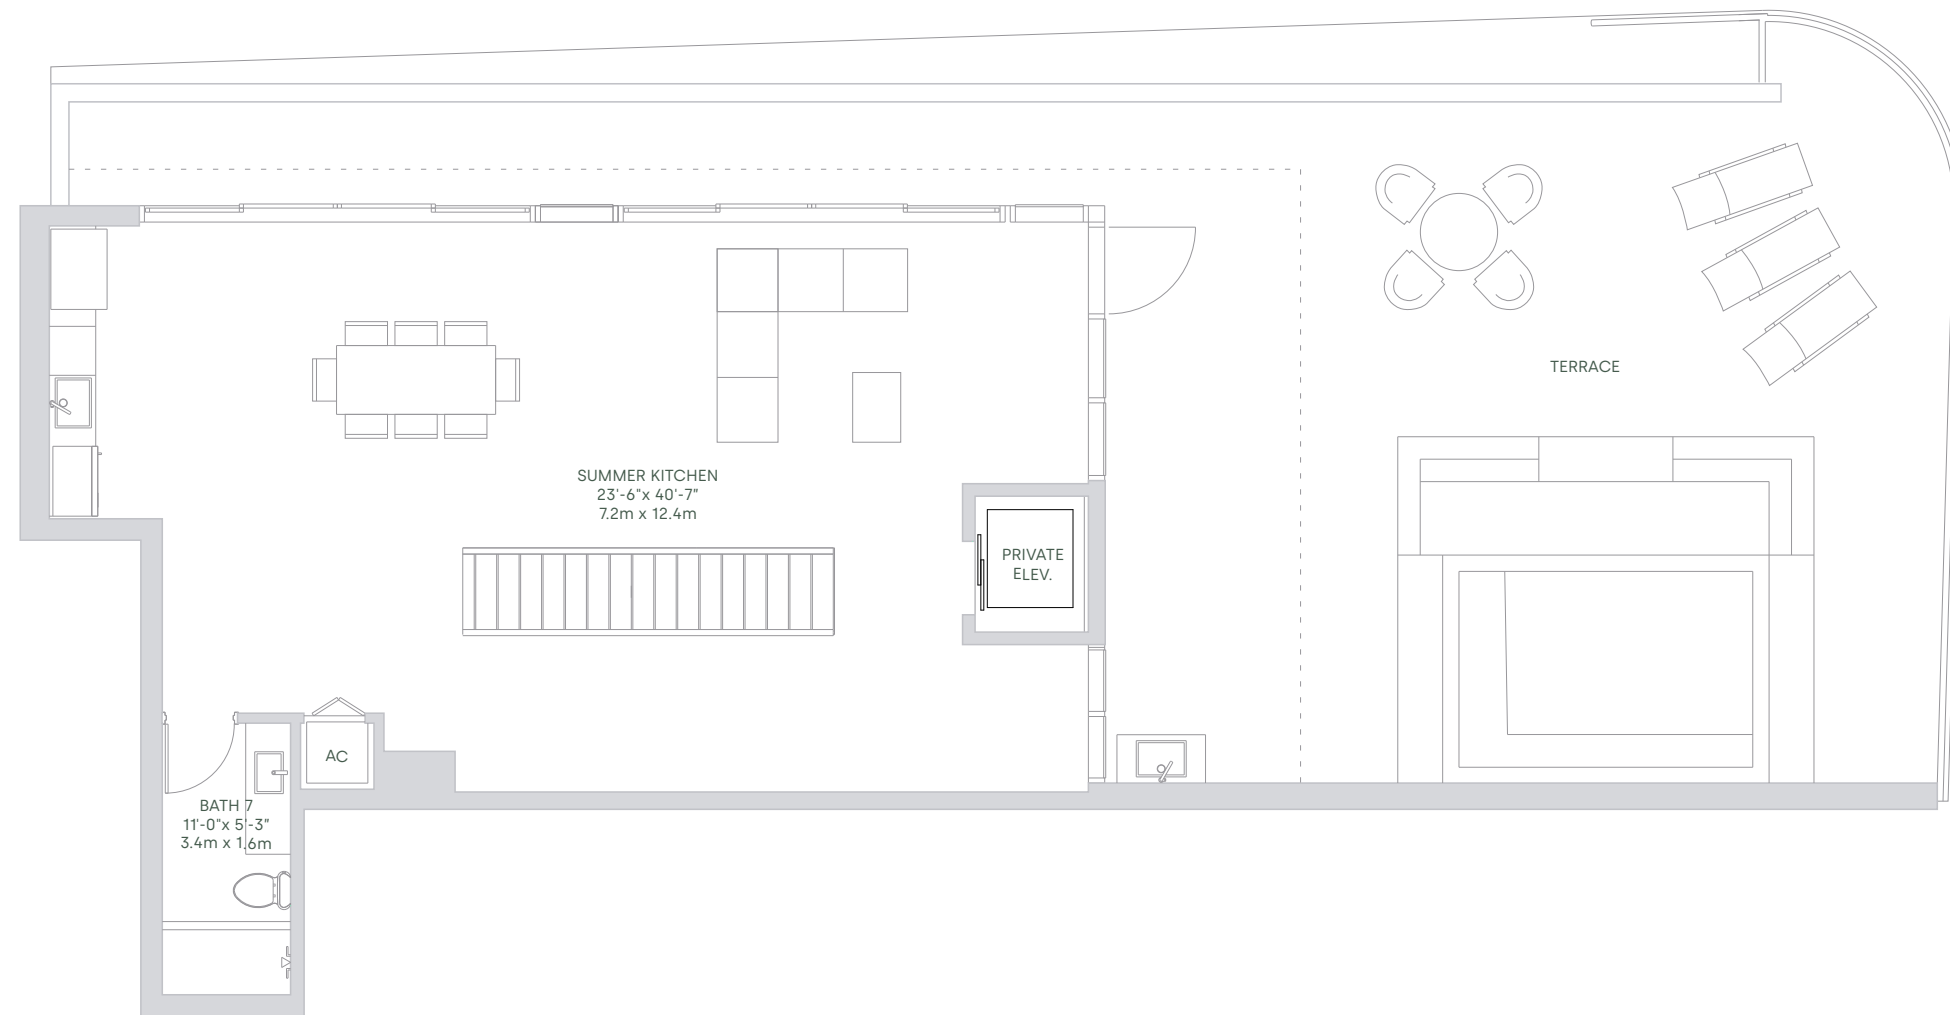 TERRACE
SUMMER KITCHEN
23'-6"x 40'-7"
7.2m x 12.4m
PRIVATE
ELEV.
AC
BATH 7
11'-0"x 5'-3"
3.4m x 1.6m